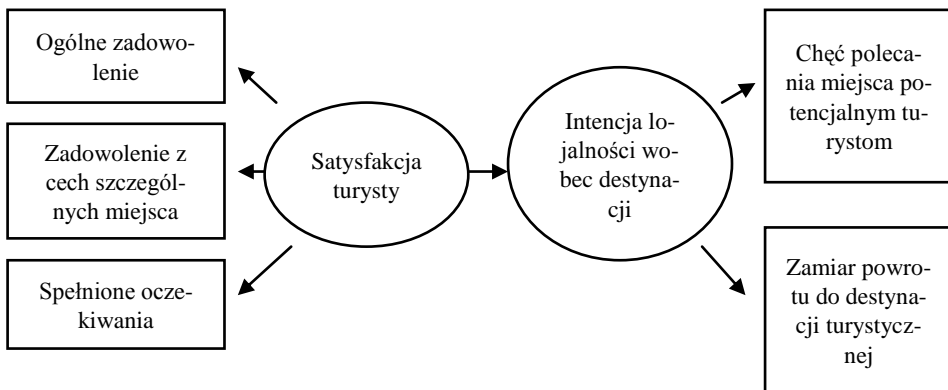 Ogólne zadowo-
lenie
Zadowolenie z
cech szczegól-
nych miejsca
Spełnione ocze-
kiwania
Satysfakcja
turysty
Intencja lo-
jalności wo-
bec destyna-
cji
Chęć poleca-
nia miejsca po-
tencjalnym tu-
rystom
Zamiar powro-
tu do destyna-
cji turystycz-
nej